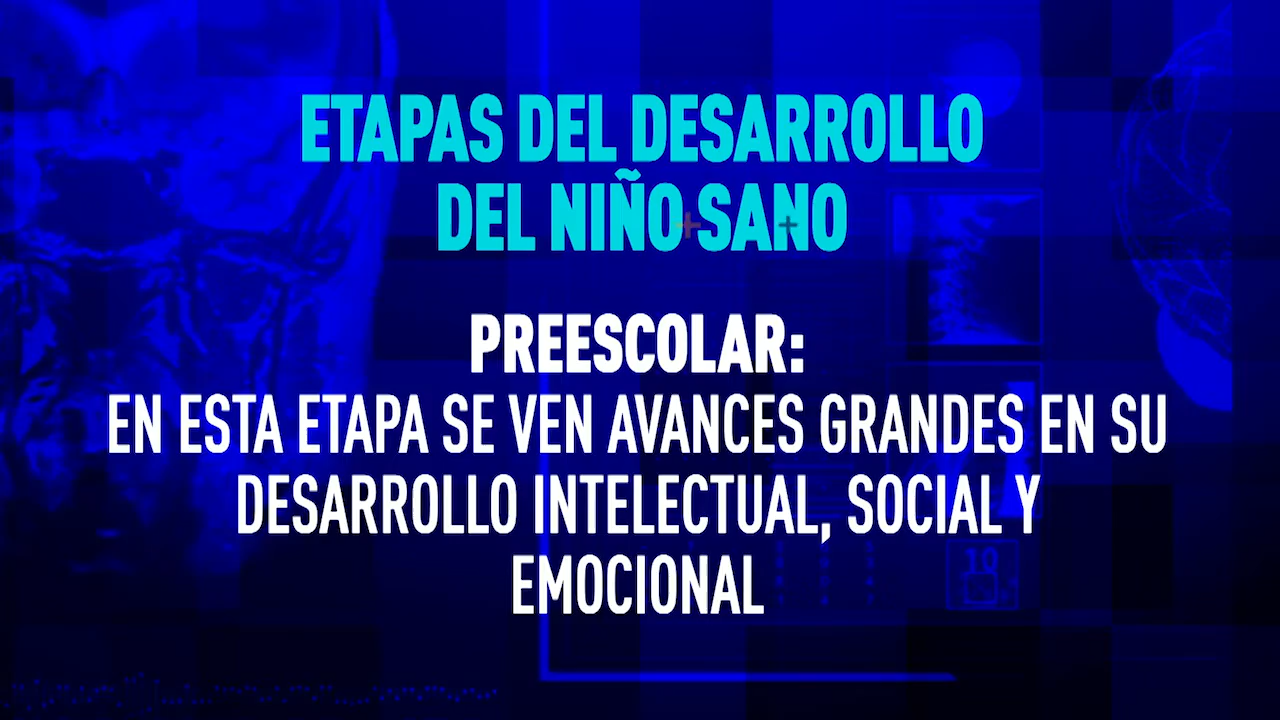 ETAPAS DEL DESARROLLO
DEL NIÑO SANO
PREESCOLAR:
EN ESTA ETAPA SE VEN AVANCES GRANDES EN SU
DESARROLLO INTELECTUAL, SOCIAL Y
EMOCIONAL
10